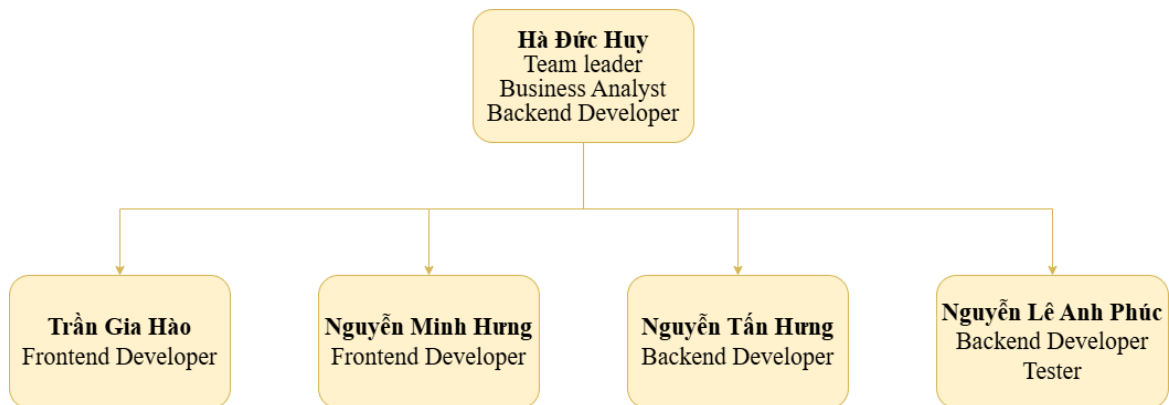 Hà Đức Huy
Team leader
Business Analyst
Backend Developer
Trần Gia Hào
Frontend Developer
Nguyễn Minh Hưng
Frontend Developer
Nguyễn Tấn Hưng
Backend Developer
Nguyễn Lê Anh Phúc
Backend Developer
Tester